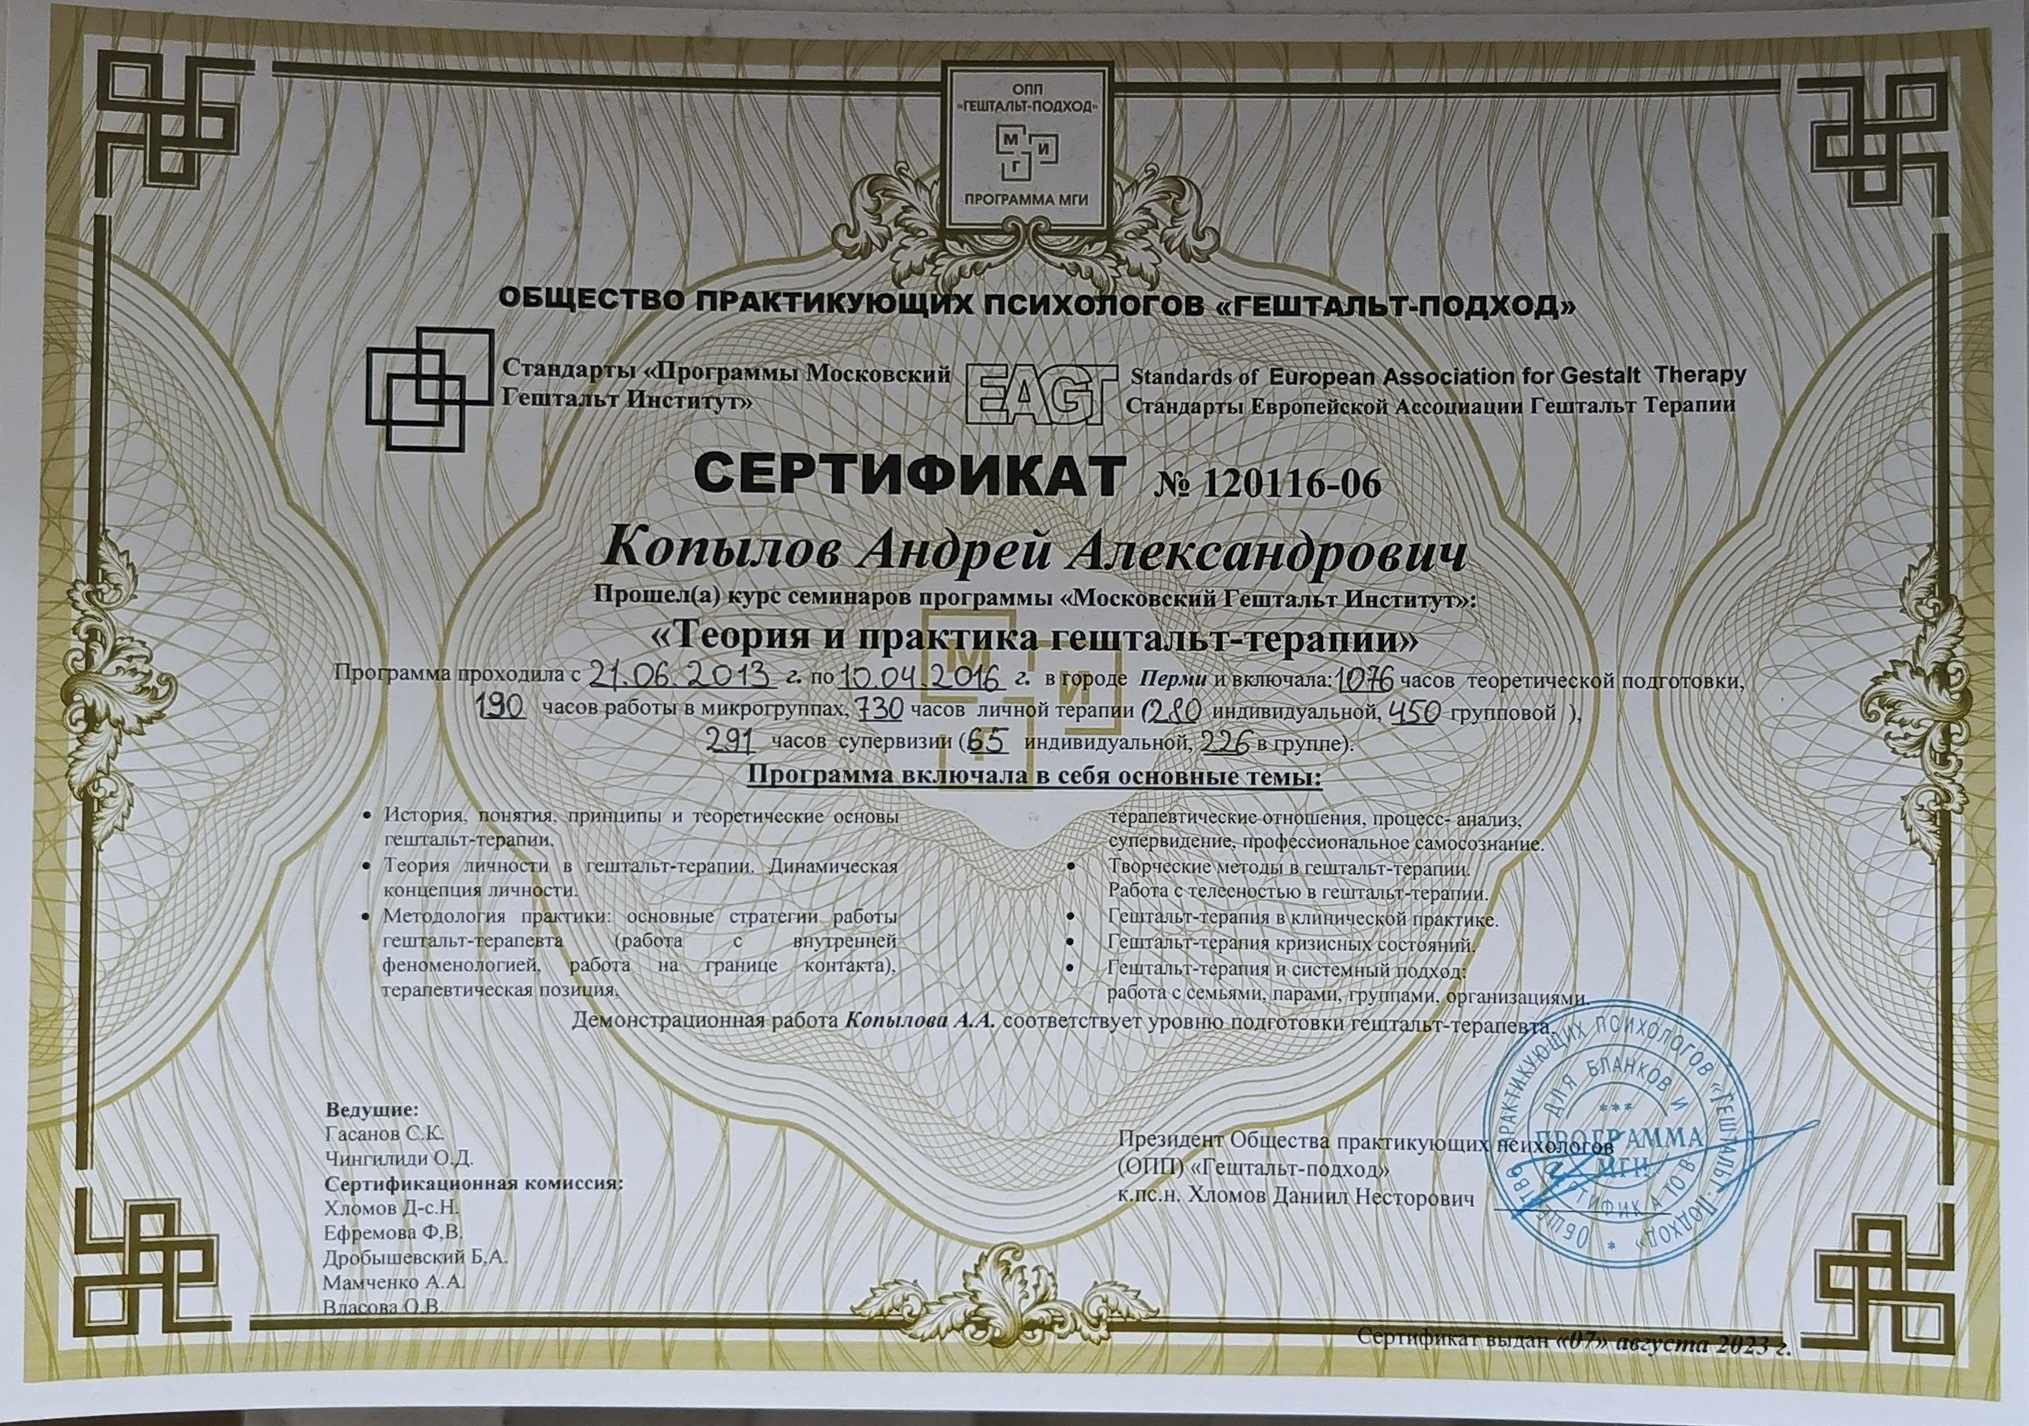 ОПП
«ГЕШТАЛЬТ-ПОДХОД»
М И Г
ПРОГРАММА МГИ
ОБЩЕСТВО ПРАКТИКУЮЩИХ ПСИХОЛОГОВ «ГЕШТАЛЬТ-ПОДХОД»
Стандарты «Программы Московский
Гештальт Институт»
EAGT
Standards of European Association for Gestalt Therapy
Стандарты Европейской Ассоциации Гештальт Терапии
СЕРТИФИКАТ № 120116-06
Копылов Андрей Александрович
Прошел(а) курс семинаров программы «Московский Гештальт Институт»:
«Теория и практика гештальт-терапии»
Программа проходила с 21.06.2013 г. по 10.04.2016 г. в городе Перми и включала: 1076 часов теоретической подготовки,
190 часов работы в микрогруппах, 730 часов личной терапии (280 индивидуальной, 450 групповой ),
291 часов супервизии (65 индивидуальной, 226 в группе).
Программа включала в себя основные темы:
• История, понятия, принципы и теоретические основы
гештальт-терапии.
• Теория личности в гештальт-терапии. Динамическая
концепция личности.
• Методология практики: основные стратегии работы
гештальт-терапевта (работа с внутренней
феноменологией, работа на границе контакта),
терапевтическая позиция,
терапевтические отношения, процесс- анализ,
супервидение, профессиональное самосознание.
• Творческие методы в гештальт-терапии.
Работа с телесностью в гештальт-терапии.
• Гештальт-терапия в клинической практике.
• Гештальт-терапия кризисных состояний.
• Гештальт-терапия и системный подход:
работа с семьями, парами, группами, организациями.
Демонстрационная работа Копылова А.А. соответствует уровню подготовки гештальт-терапевта.
Ведущие:
Гасанов С.К.
Чингилиди О.Д.
Сертификационная комиссия:
Хломов Д-с.Н.
Ефремова Ф.В.
Дробышевский Б.А.
Мамченко А.А.
Власова О.В.
Президент Общества практикующих психологов
(ОПП) «Гештальт-подход»
к.пс.н. Хломов Даниил Несторович
ОБЩЕСТВО ПРАКТИКУЮЩИХ ПСИХОЛОГОВ «ГЕШТАЛЬТ-ПОДХОД» *
ДЛЯ БЛАНКОВ И СЕРТИФИКАТОВ
***
ПРОГРАММА
МГИ
Сертификат выдан «07» августа 2023 г.